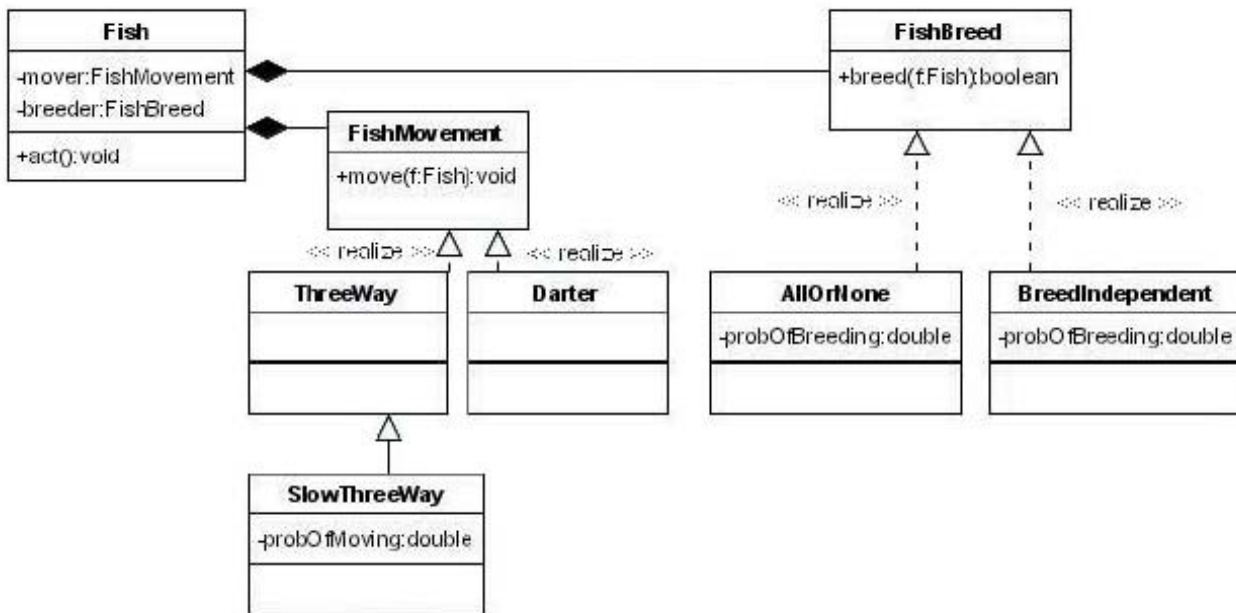 Fish
-mover:FishMovement
-breeder:FishBreed
+act():void
FishBreed
+breed(f:Fish):boolean
FishMovement
+move(f:Fish):void
<< realize >>
<< realize >>
<< realize >>
<< realize >>
ThreeWay
Darter
AllOrNone
-probOfBreeding:double
BreedIndependent
-probOfBreeding:double
SlowThreeWay
-probOfMoving:double